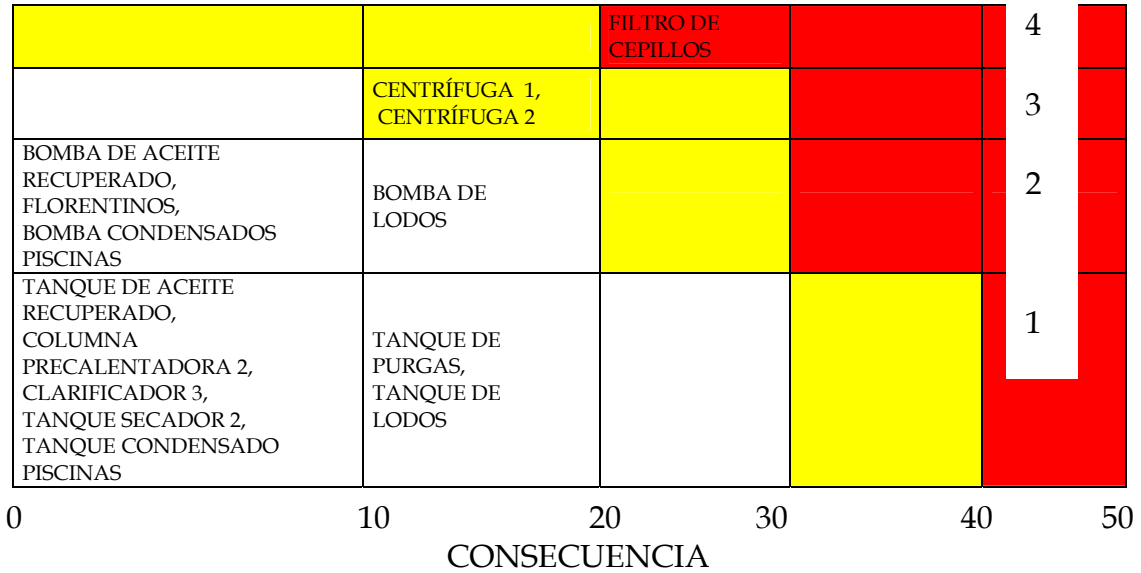 FILTRO DE
CEPILLOS
4
CENTRÍFUGA 1,
CENTRÍFUGA 2
3
BOMBA DE ACEITE
RECUPERADO,
FLORENTINOS,
BOMBA CONDENSADOS
PISCINAS
BOMBA DE
LODOS
2
TANQUE DE ACEITE
RECUPERADO,
COLUMNA
PRECALENTADORA 2,
CLARIFICADOR 3,
TANQUE SECADOR 2,
TANQUE CONDENSADO
PISCINAS
TANQUE DE
PURGAS,
TANQUE DE
LODOS
1
0 10 20 30 40 50
CONSECUENCIA